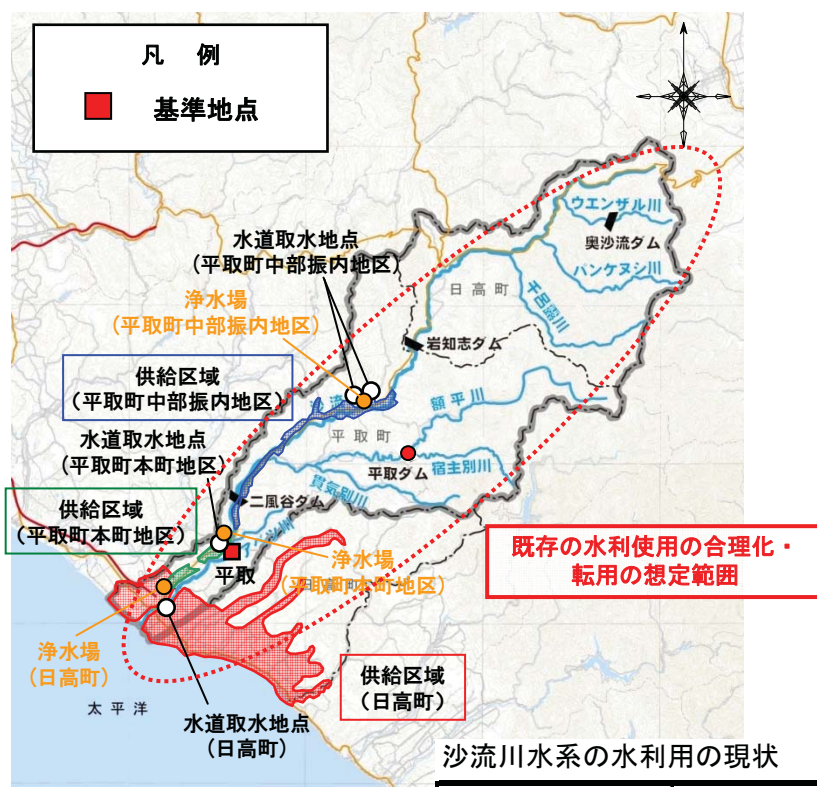 凡 例
基準地点
ウエンザル川
奥沙流ダム
パンケヌシ川
水道取水地点
(平取町中部振内地区)
日高町
千呂露川
浄水場
(平取町中部振内地区)
岩知志ダム
供給区域
(平取町中部振内地区)
額平川
水道取水地点
(平取町本町地区)
平取町
平取ダム
宿主別川
貫気別川
供給区域
(平取町本町地区)
二風谷ダム
平取
浄水場
(平取町本町地区)
既存の水利使用の合理化・
転用の想定範囲
浄水場
(日高町)
供給区域
(日高町)
太平洋
水道取水地点
(日高町)
沙流川水系の水利用の現状